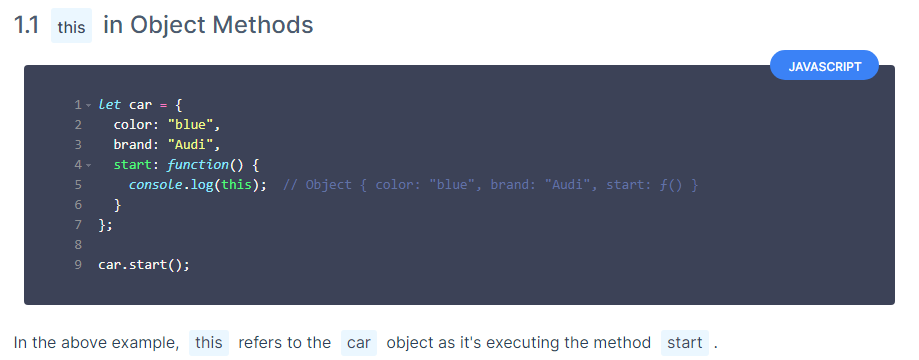 1.1 this in Object Methods
JAVASCRIPT
1 let car = {
2 color: "blue",
3 brand: "Audi",
4 start: function() {
5 console.log(this); // Object { color: "blue", brand: "Audi", start: ƒ() }
6 }
7 };
8
9 car.start();
In the above example, this refers to the car object as it's executing the method start .